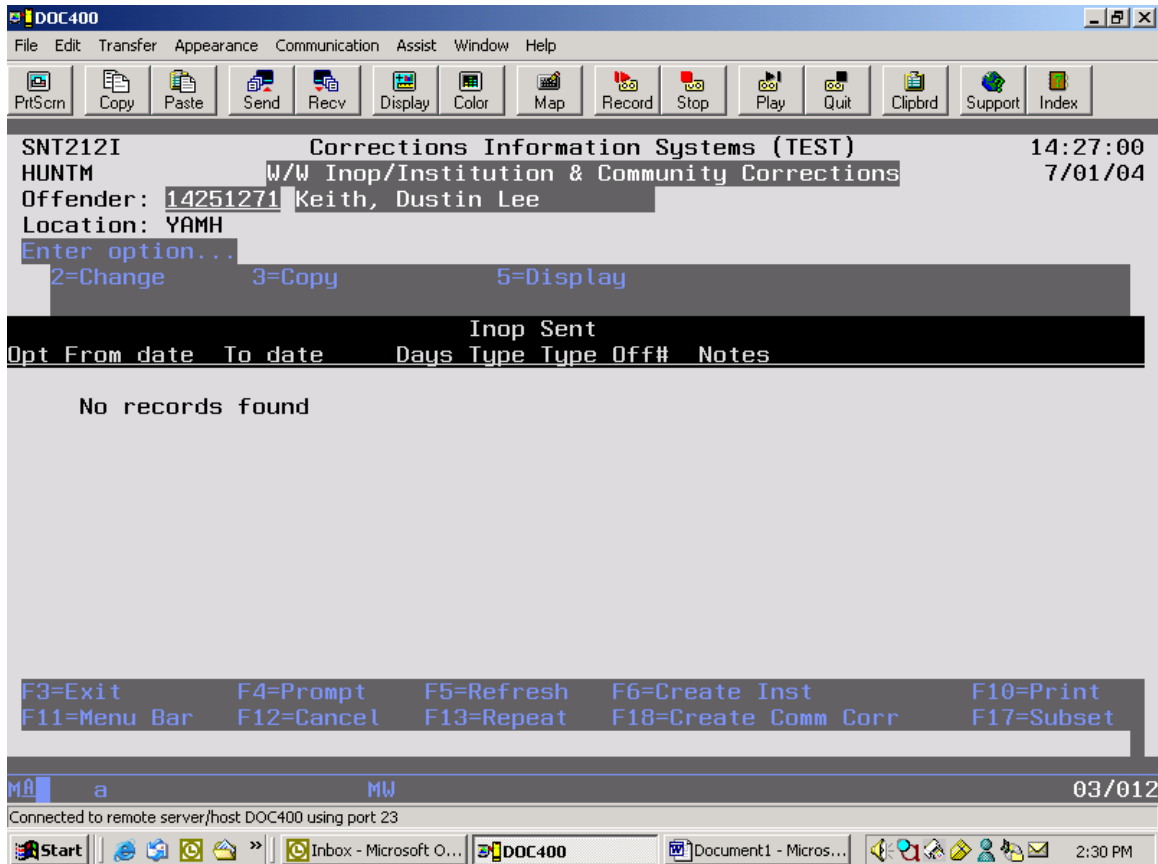 DOC400
File Edit Transfer Appearance Communication Assist Window Help
PrtScrn Copy Paste Send Recv Display Color Map Record Stop Play Quit Clipbrd Support Index
SNT212I Corrections Information Systems (TEST) 14:27:00
HUNTM W/W Inop/Institution & Community Corrections 7/01/04
Offender: 14251271 Keith, Dustin Lee
Location: YAMH
Enter option...
2=Change 3=Copy 5=Display
Inop Sent
Opt From date To date Days Type Type Off# Notes
No records found
F3=Exit F4=Prompt F5=Refresh F6=Create Inst F10=Print
F11=Menu Bar F12=Cancel F13=Repeat F18=Create Comm Corr F17=Subset
MA a MW 03/012
Connected to remote server/host DOC400 using port 23
Start » Inbox - Microsoft O... DOC400 Document1 - Micros... 2:30 PM